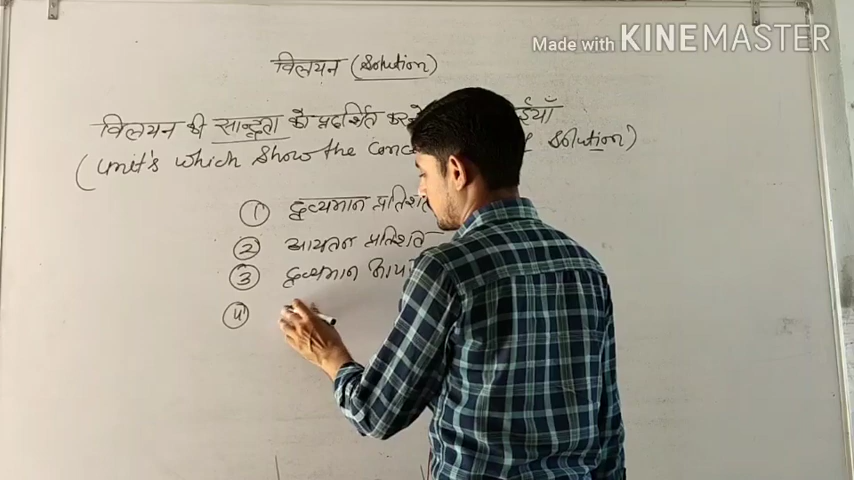 Made with KINEMASTER
विलयन (Solution)
विलयन की सान्द्रता को प्रदर्शित
(unit's which show the Solution)
① द्रव्यमान प्रतिशत
② आयतन प्रतिशत
③ द्रव्यमान आय
④